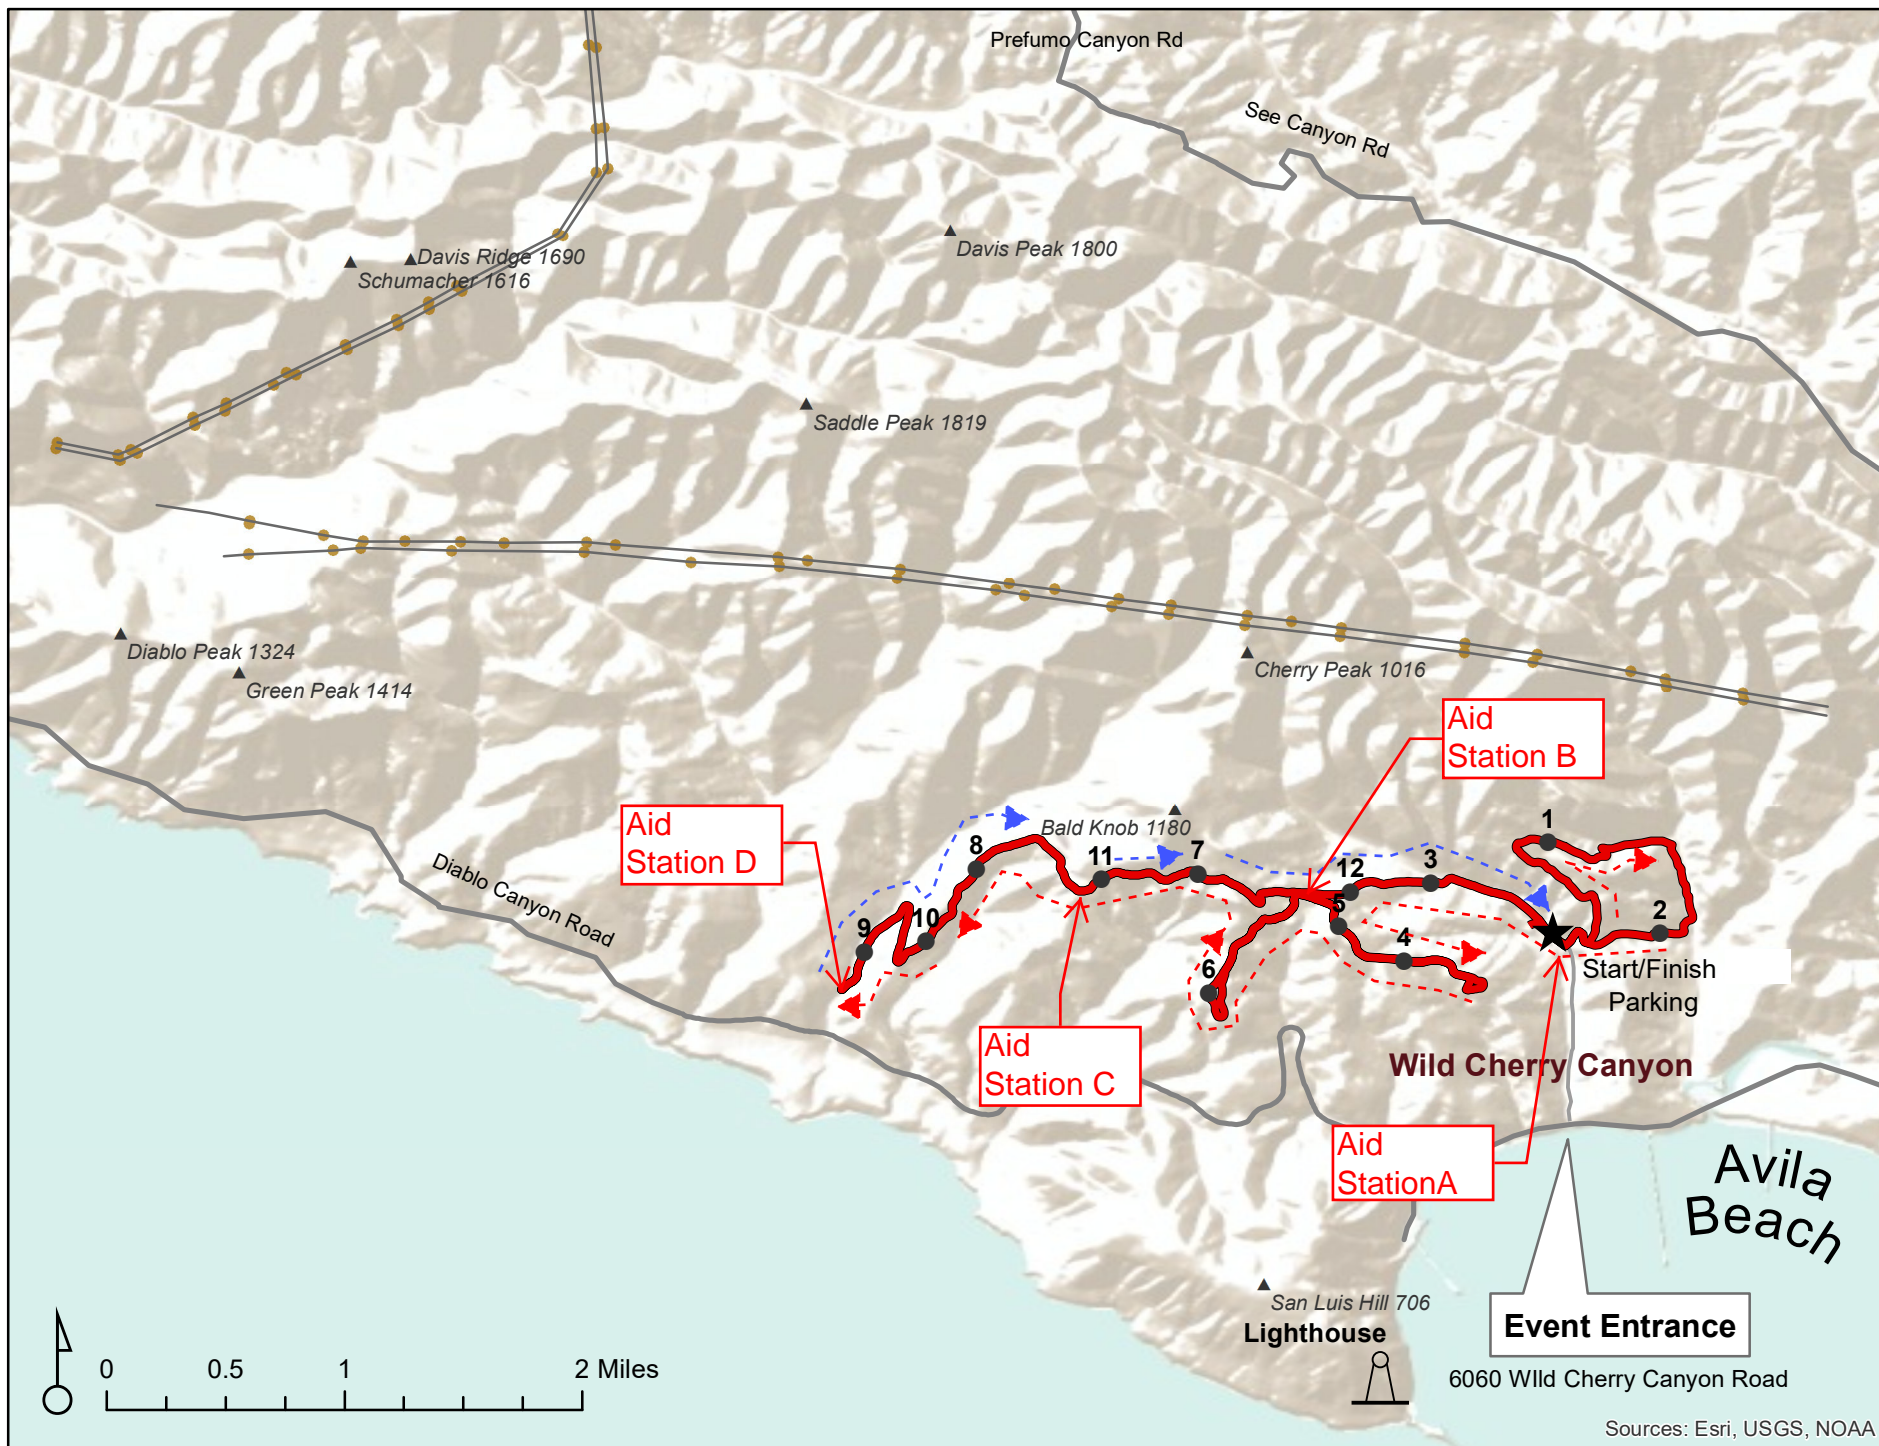 Prefumo Canyon Rd
See Canyon Rd
Davis Peak 1800
Davis Ridge 1690
Schumacher 1616
Saddle Peak 1819
Diablo Peak 1324
Green Peak 1414
Cherry Peak 1016
Aid
Station B
Aid
Station D
Bald Knob 1180
1
8
11
7
12
3
5
2
9
10
4
6
Diablo Canyon Road
Start/Finish
Parking
Aid
Station C
Wild Cherry Canyon
Aid
StationA
Avila
Beach
San Luis Hill 706
Lighthouse
Event Entrance
6060 WIld Cherry Canyon Road
0 0.5 1 2 Miles
Sources: Esri, USGS, NOAA